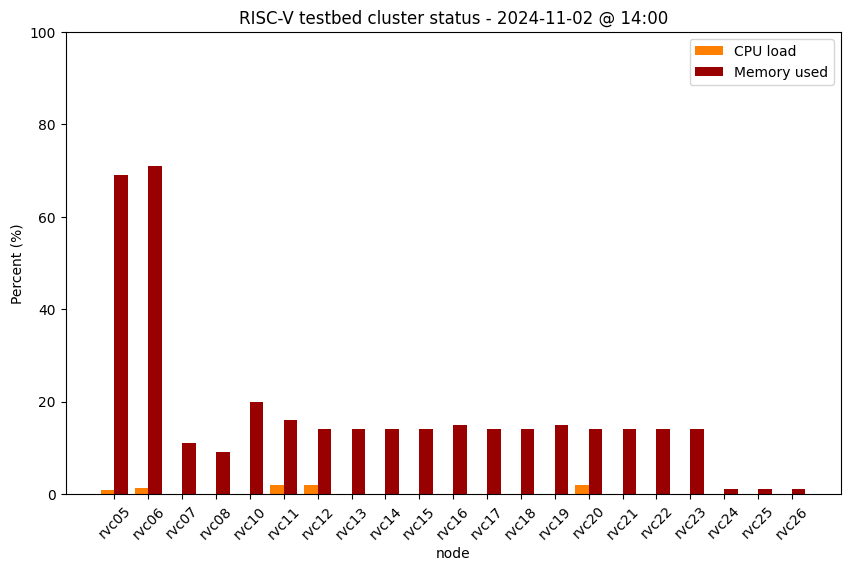 RISC-V testbed cluster status - 2024-11-02 @ 14:00
CPU load
Memory used
Percent (%)
100
80
60
40
20
0
rvc05 rvc06 rvc07 rvc08 rvc10 rvc11 rvc12 rvc13 rvc14 rvc15 rvc16 rvc17 rvc18 rvc19 rvc20 rvc21 rvc22 rvc23 rvc24 rvc25 rvc26
node